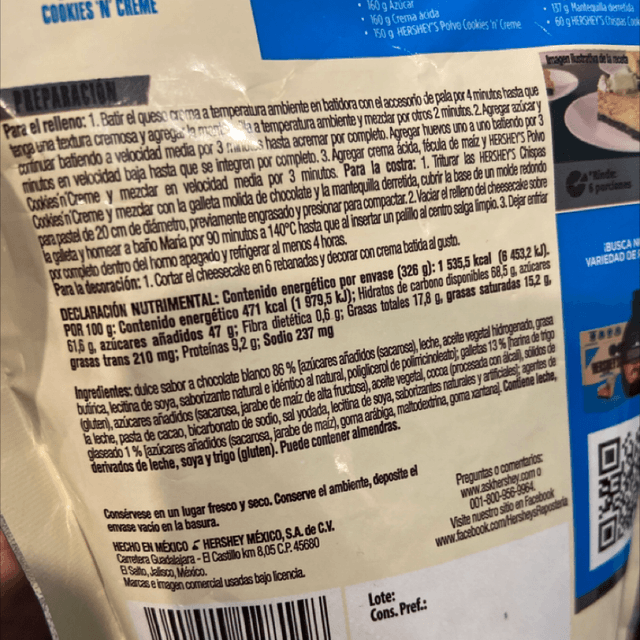 COOKIES 'N' CREME
• 160 g Azúcar
• 160 g Crema ácida
• 150 g HERSHEY'S Polvo Cookies 'n' Creme
• 137 g Mantequilla derretida
• 60 g HERSHEY'S Chispas
Imagen ilustrativa de la receta
*Rinde:
6 porciones
¡BUSCA
VARIEDAD DE
PREPARACIÓN
Para el relleno: 1. Batir el queso crema a temperatura ambiente en batidora con el accesorio de pala por 4 minutos hasta que
tenga una textura cremosa y agregar la a temperatura ambiente y mezclar por otros 2 minutos. 2. Agregar azúcar y
continuar batiendo a velocidad media por 3 minutos hasta acremar por completo. Agregar huevos uno a uno batiendo por 3
minutos en velocidad baja hasta que se integren por completo. 3. Agregar crema ácida, fécula de maíz y HERSHEY'S Polvo
Cookies'n'Creme y mezclar en velocidad media por 3 minutos. Para la costra: 1. Triturar las HERSHEY'S Chispas
Cookies'n'Creme y mezclar con la galleta molida de chocolate y la mantequilla derretida, cubrir la base de un molde redondo
para pastel de 20 cm de diámetro, previamente engrasado y presionar para compactar. 2. Vaciar el relleno del cheesecake sobre
la galleta y hornear a baño María por 90 minutos a 140°C hasta que al insertar un palillo al centro salga limpio. 3. Dejar enfriar
por completo dentro del horno apagado y refrigerar al menos 4 horas.
Para la decoración: 1. Cortar el cheesecake en 6 rebanadas y decorar con crema batida al gusto.
DECLARACIÓN NUTRIMENTAL: Contenido energético por envase (326 g): 1 535,5 kcal (6 453,2 kJ).
POR 100 g: Contenido energético 471 kcal (1 979,5 kJ); Hidratos de carbono disponibles 68,5 g, azúcares
61,6 g, azúcares añadidos 47 g; Fibra dietética 0,6 g; Grasas totales 17,8 g, grasas saturadas 15,2 g,
grasas trans 210 mg; Proteínas 9,2 g; Sodio 237 mg
Ingredientes: dulce sabor a chocolate blanco 86 % [azúcares añadidos (sacarosa), leche, aceite vegetal hidrogenado, grasa
butírica, lecitina de soya, saborizante natural e idéntico al natural, poliglicerol de polirricinoleato]; galletas 13 % [harina de trigo
(gluten), azúcares añadidos (sacarosa, jarabe de maíz de alta fructosa), aceite vegetal, cocoa (procesada con álcali), sólidos de
la leche, pasta de cacao, bicarbonato de sodio, sal yodada, lecitina de soya, saborizantes naturales y artificiales]; agentes de
glaseado 1 % [azúcares añadidos (sacarosa, jarabe de maíz), goma arábiga, maltodextrina, goma xantana]. Contiene leche,
derivados de leche, soya y trigo (gluten). Puede contener almendras.
Consérvese en un lugar fresco y seco. Conserve el ambiente, deposite el
envase vacío en la basura.
HECHO EN MÉXICO HERSHEY MÉXICO, S.A. de C.V.
Carretera Guadalajara - El Castillo km 8,05 C.P. 45680
El Salto, Jalisco, México.
Marcas e imagen comercial usadas bajo licencia.
Preguntas o comentarios:
www.askhershey.com o
001-800-956-9964.
Visite nuestro sitio en Facebook
www.facebook.com/HersheysReposteria
Lote:
Cons. Pref.: